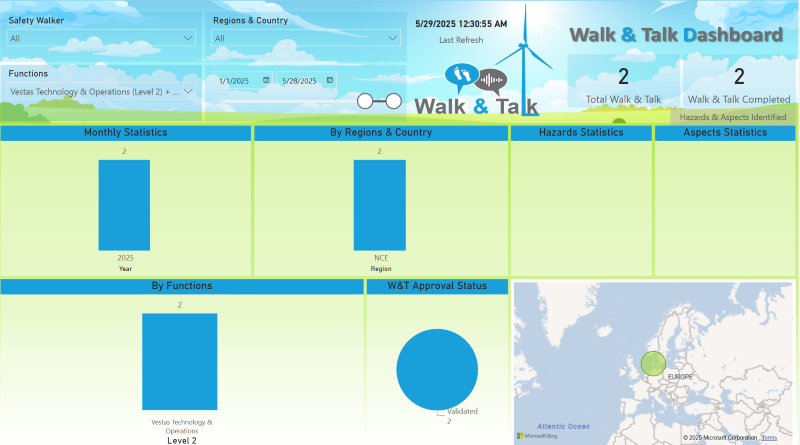 Safety Walker
All
Regions & Country
All
Functions
Vestas Technology & Operations (Level 2) + ...
1/1/2025
5/28/2025
5/29/2025 12:30:55 AM
Last Refresh
Walk & Talk
Walk & Talk Dashboard
2
Total Walk & Talk
2
Walk & Talk Completed
Hazards & Aspects Identified
Monthly Statistics
2
2025
Year
By Regions & Country
2
NCE
Region
Hazards Statistics
Aspects Statistics
By Functions
2
Vestas Technology &
Operations
Level 2
W&T Approval Status
Validated
2
EUROPE
Atlantic Ocean
Microsoft Bing
© 2025 Microsoft Corporation Terms